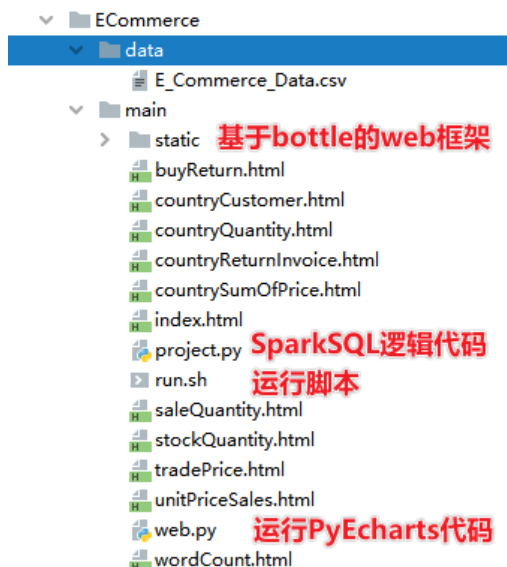 ECommerce
data
E_Commerce_Data.csv
main
static 基于bottle的web框架
buyReturn.html
countryCustomer.html
countryQuantity.html
countryReturnInvoice.html
countrySumOfPrice.html
index.html
project.py SparkSQL逻辑代码
run.sh 运行脚本
saleQuantity.html
stockQuantity.html
tradePrice.html
unitPriceSales.html
web.py 运行PyEcharts代码
wordCount.html